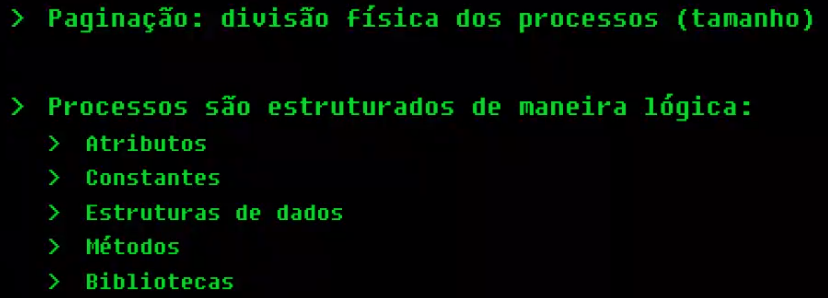 > Paginação: divisão física dos processos (tamanho)
> Processos são estruturados de maneira lógica:
> Atributos
> Constantes
> Estruturas de dados
> Métodos
> Bibliotecas